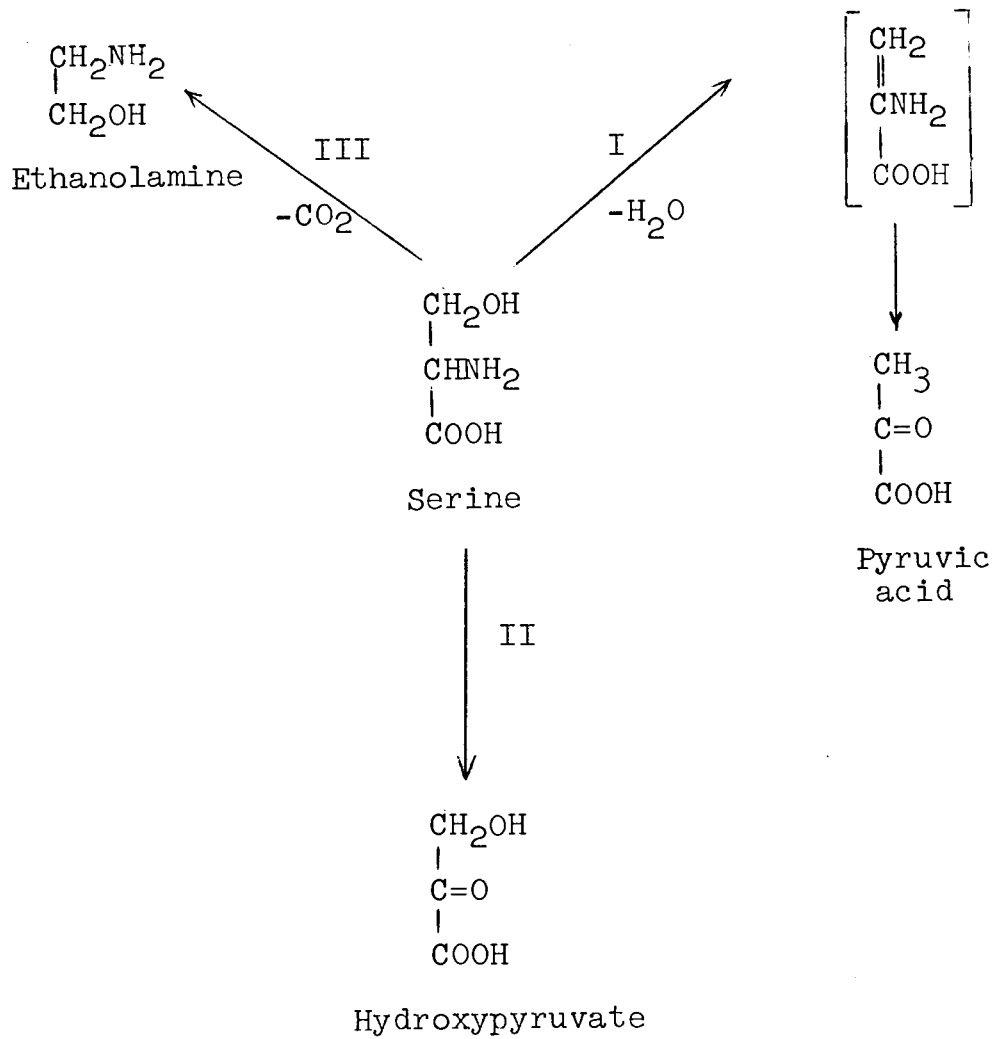 CH2NH2
CH2OH
Ethanolamine
III
-CO2
I
-H2O
CH2
CNH2
COOH
CH2OH
CHNH2
COOH
Serine
CH3
C=O
COOH
Pyruvic
acid
II
CH2OH
C=O
COOH
Hydroxypyruvate